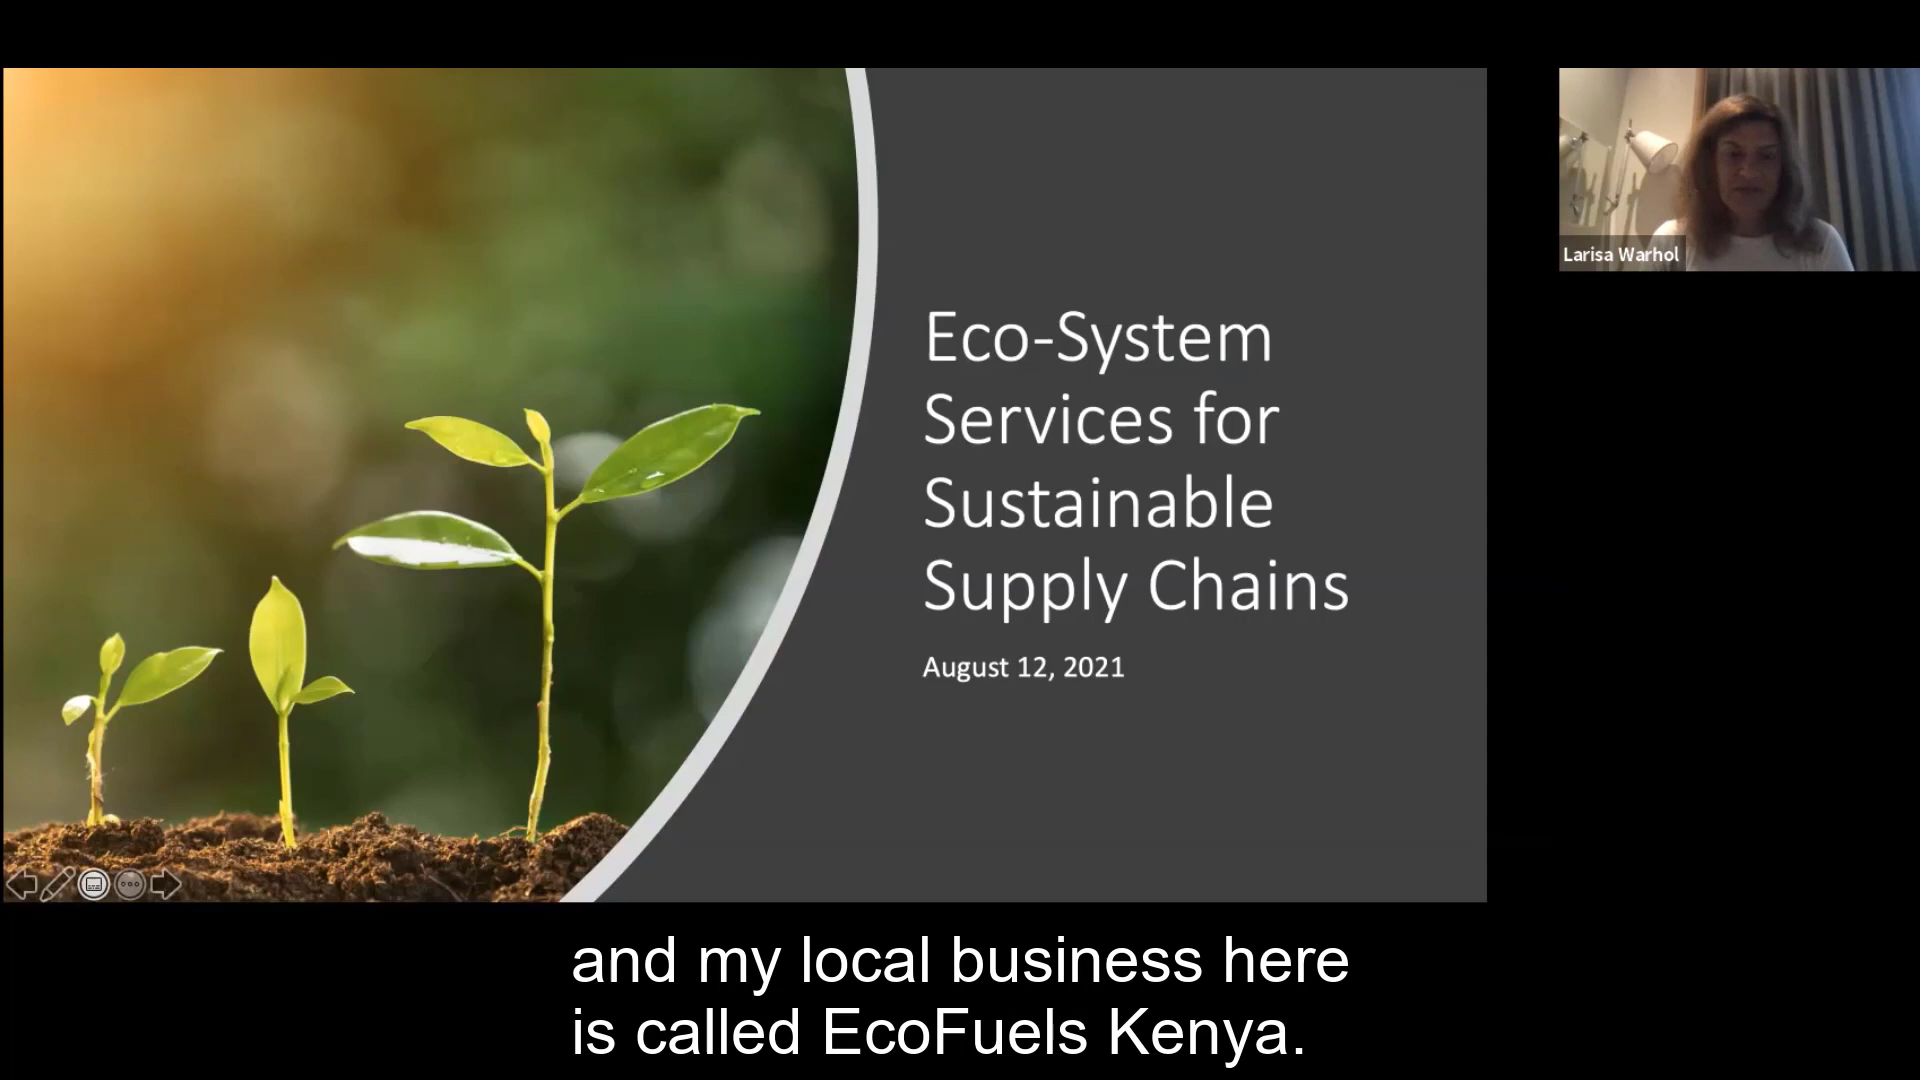 Eco-System
Services for
Sustainable
Supply Chains
August 12, 2021
Larisa Warhol
and my local business here
is called EcoFuels Kenya.